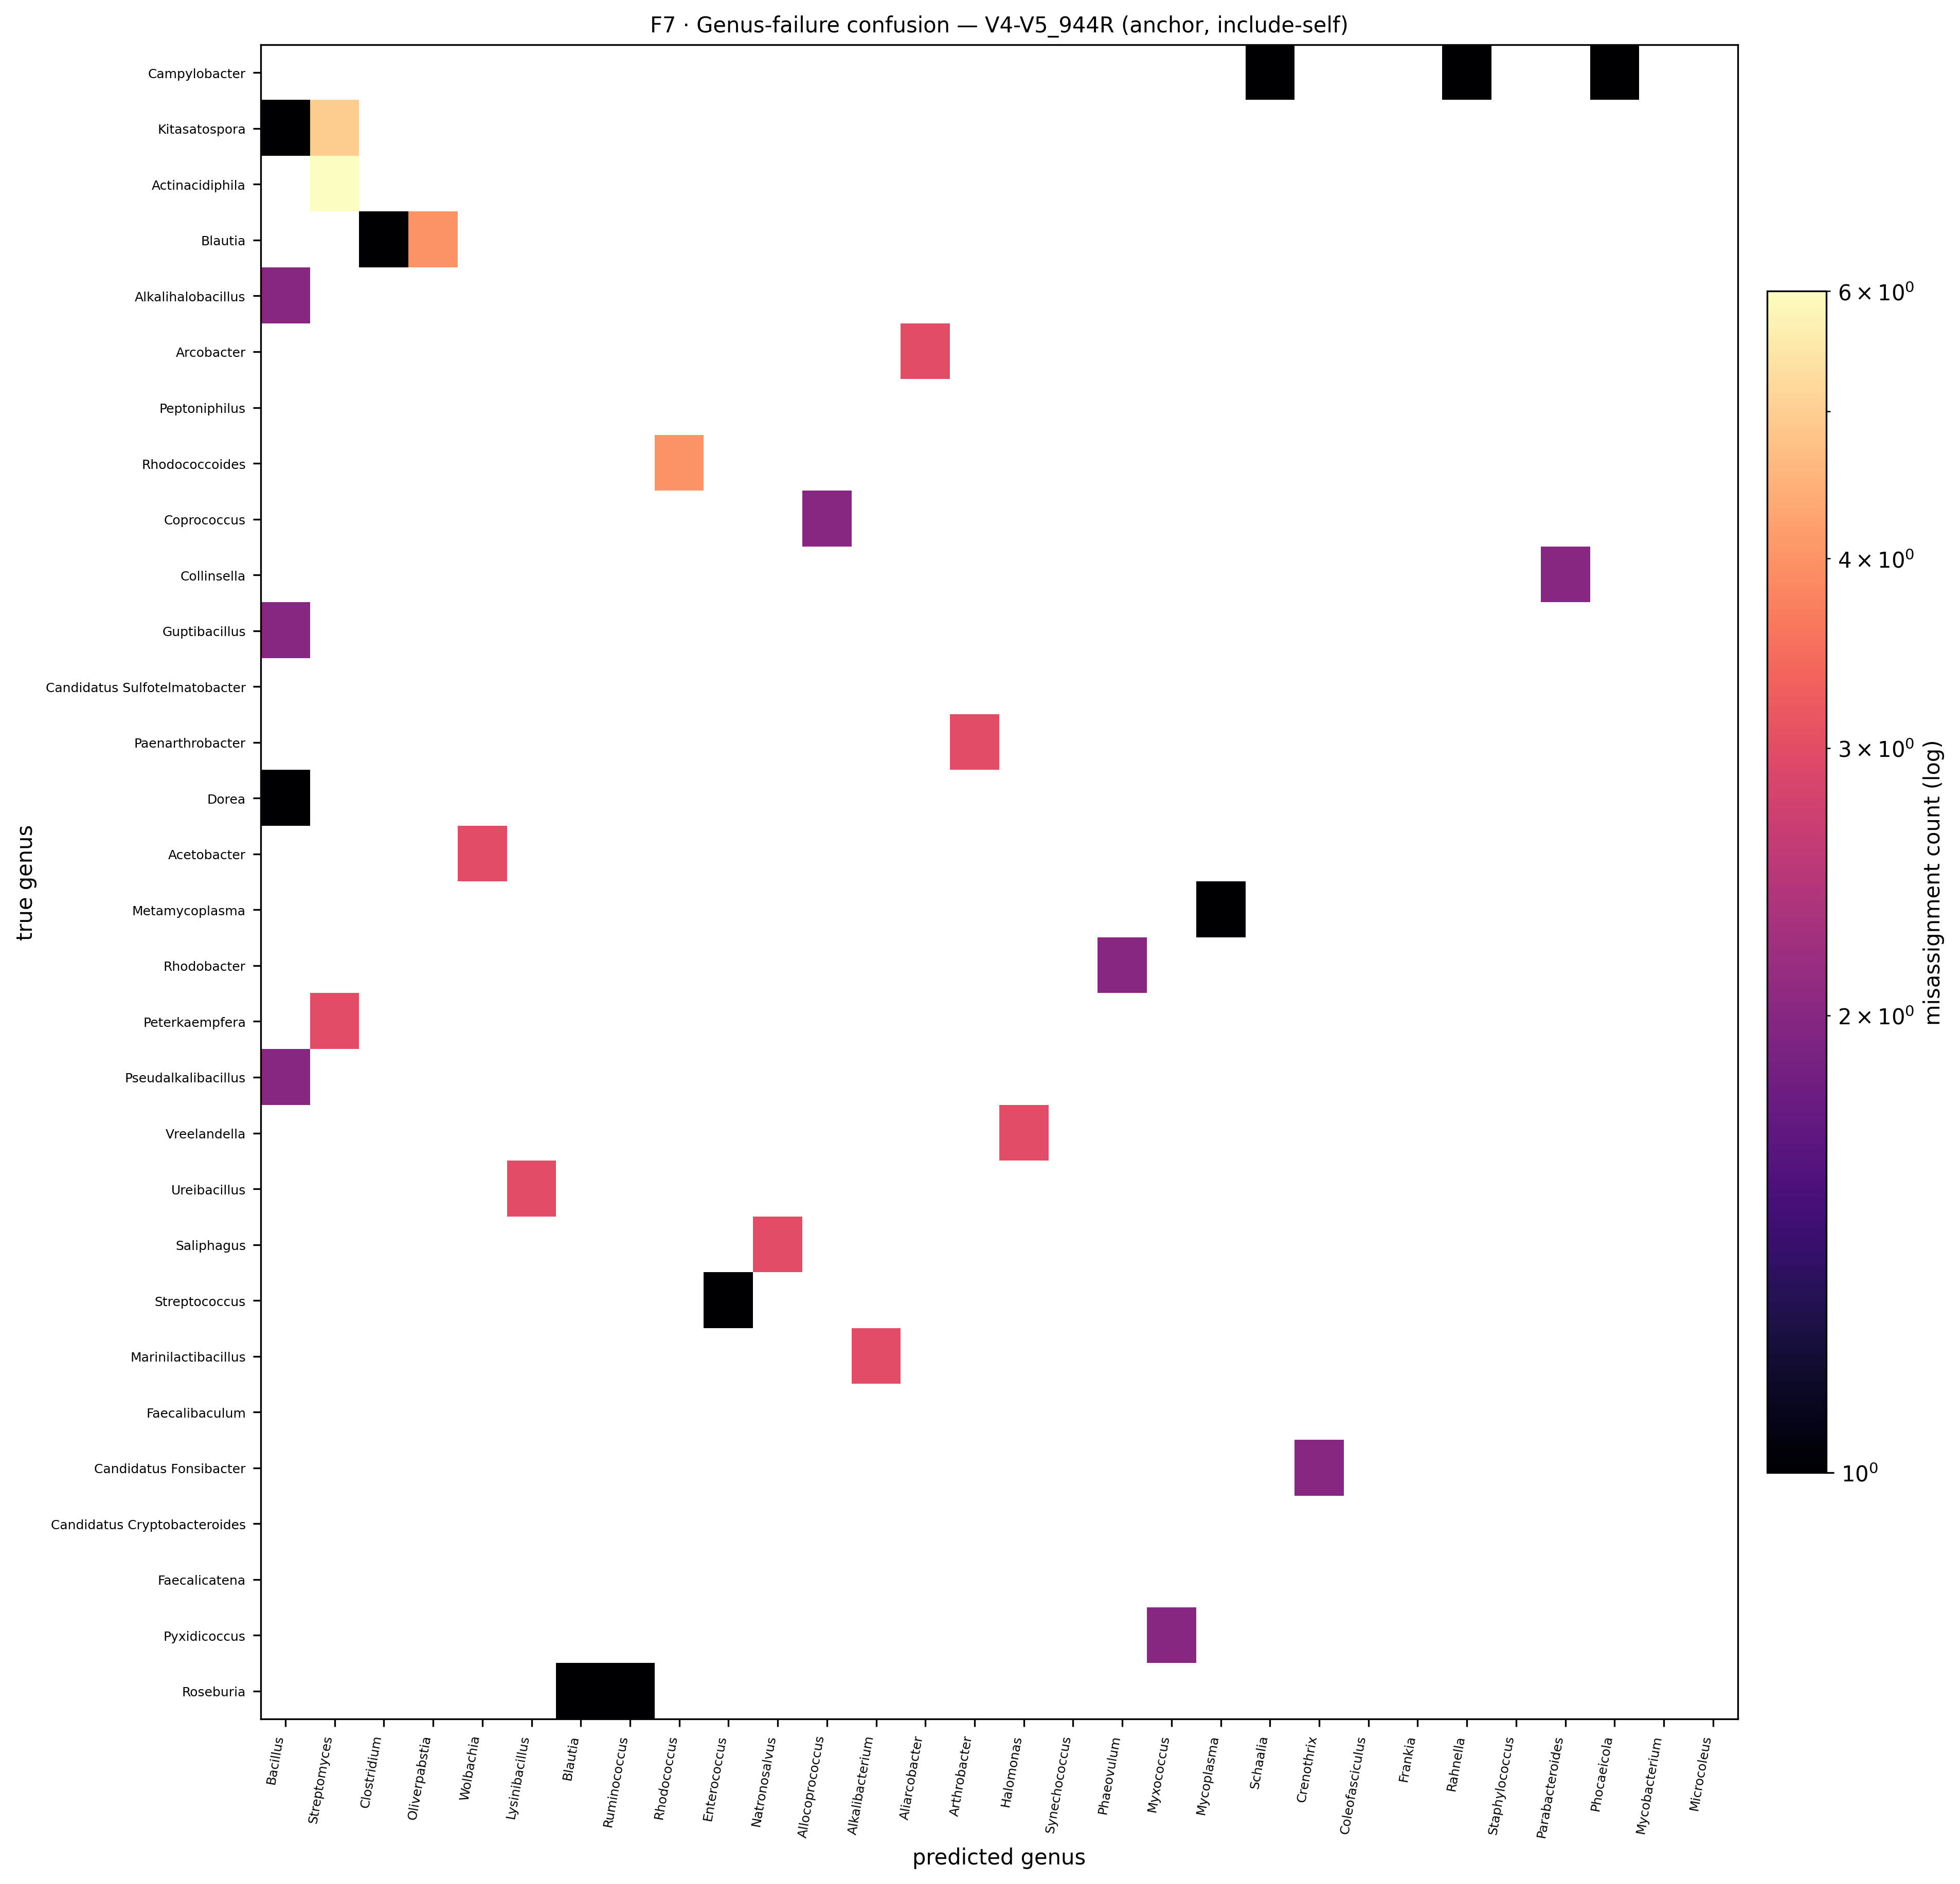 F7 · Genus-failure confusion — V4-V5_944R (anchor, include-self)
true genus
Campylobacter
Kitasatospora
Actinacidiphila
Blautia
Alkalihalobacillus
Arcobacter
Peptoniphilus
Rhodococcoides
Coprococcus
Collinsella
Guptibacillus
Candidatus Sulfotelmatobacter
Paenarthrobacter
Dorea
Acetobacter
Metamycoplasma
Rhodobacter
Peterkaempfera
Pseudalkalibacillus
Vreelandella
Ureibacillus
Saliphagus
Streptococcus
Marinilactibacillus
Faecalibaculum
Candidatus Fonsibacter
Candidatus Cryptobacteroides
Faecalicatena
Pyxidicoccus
Roseburia
Bacillus
Streptomyces
Clostridium
Oliverpabstia
Wolbachia
Lysinibacillus
Blautia
Ruminococcus
Rhodococcus
Enterococcus
Natronosalvus
Allocoprococcus
Alkalibacterium
Aliarcobacter
Arthrobacter
Halomonas
Synechococcus
Phaeovulum
Myxococcus
Mycoplasma
Schaalia
Crenothrix
Coleofasciculus
Frankia
Rahnella
Staphylococcus
Parabacteroides
Phocaeicola
Mycobacterium
Microcoleus
predicted genus
6 × 10⁰
4 × 10⁰
3 × 10⁰
2 × 10⁰
10⁰
misassignment count (log)